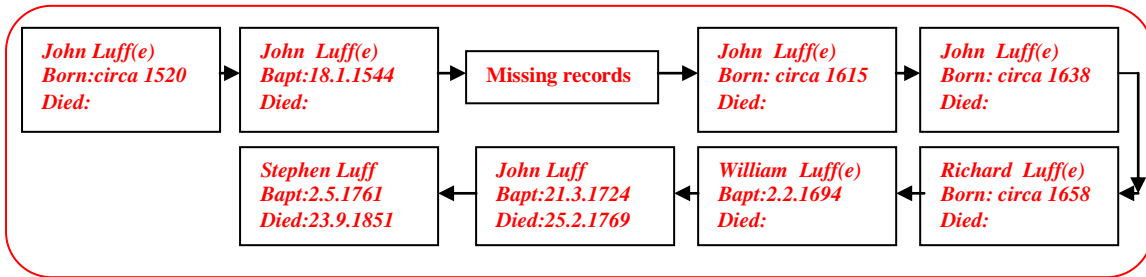 John Luff(e)
Born:circa 1520
Died:
John Luff(e)
Bapt:18.1.1544
Died:
Missing records
John Luff(e)
Born: circa 1615
Died:
John Luff(e)
Born: circa 1638
Died:
Richard Luff(e)
Born: circa 1658
Died:
William Luff(e)
Bapt:2.2.1694
Died:
John Luff
Bapt:21.3.1724
Died:25.2.1769
Stephen Luff
Bapt:2.5.1761
Died:23.9.1851